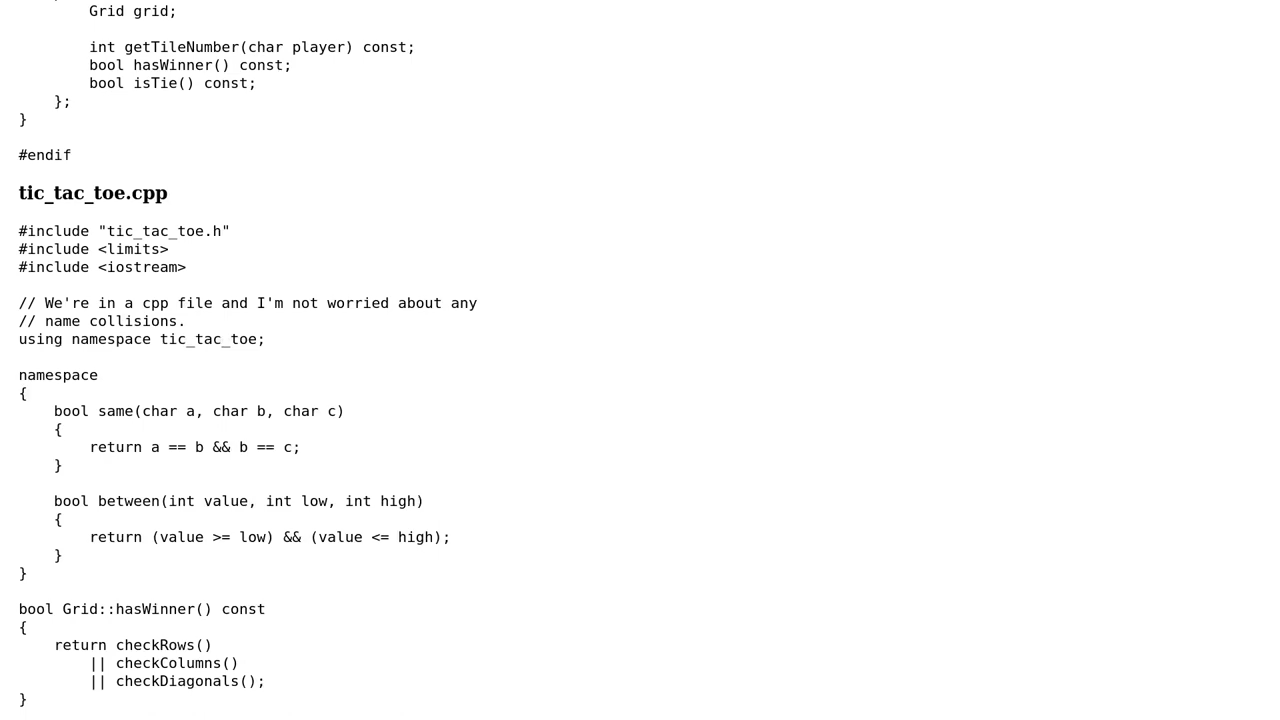 Grid grid;

        int getTileNumber(char player) const;
        bool hasWinner() const;
        bool isTie() const;
    };
}

#endif

tic_tac_toe.cpp

#include "tic_tac_toe.h"
#include <limits>
#include <iostream>

// We're in a cpp file and I'm not worried about any
// name collisions.
using namespace tic_tac_toe;

namespace
{
    bool same(char a, char b, char c)
    {
        return a == b && b == c;
    }

    bool between(int value, int low, int high)
    {
        return (value >= low) && (value <= high);
    }
}

bool Grid::hasWinner() const
{
    return checkRows()
        || checkColumns()
        || checkDiagonals();
}